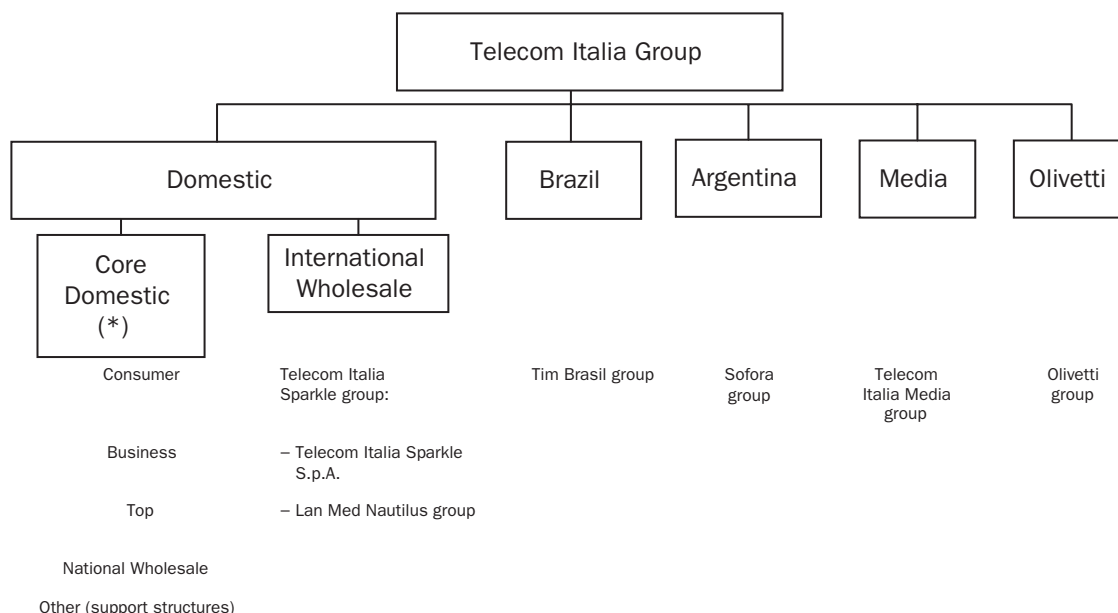 Telecom Italia Group
Domestic
Brazil
Argentina
Media
Olivetti
Core
Domestic
(*)
International
Wholesale
Consumer
Telecom Italia
Sparkle group:
Tim Brasil group
Sofora
group
Telecom
Italia Media
group
Olivetti
group
Business
– Telecom Italia Sparkle
S.p.A.
Top
– Lan Med Nautilus group
National Wholesale
Other (support structures)